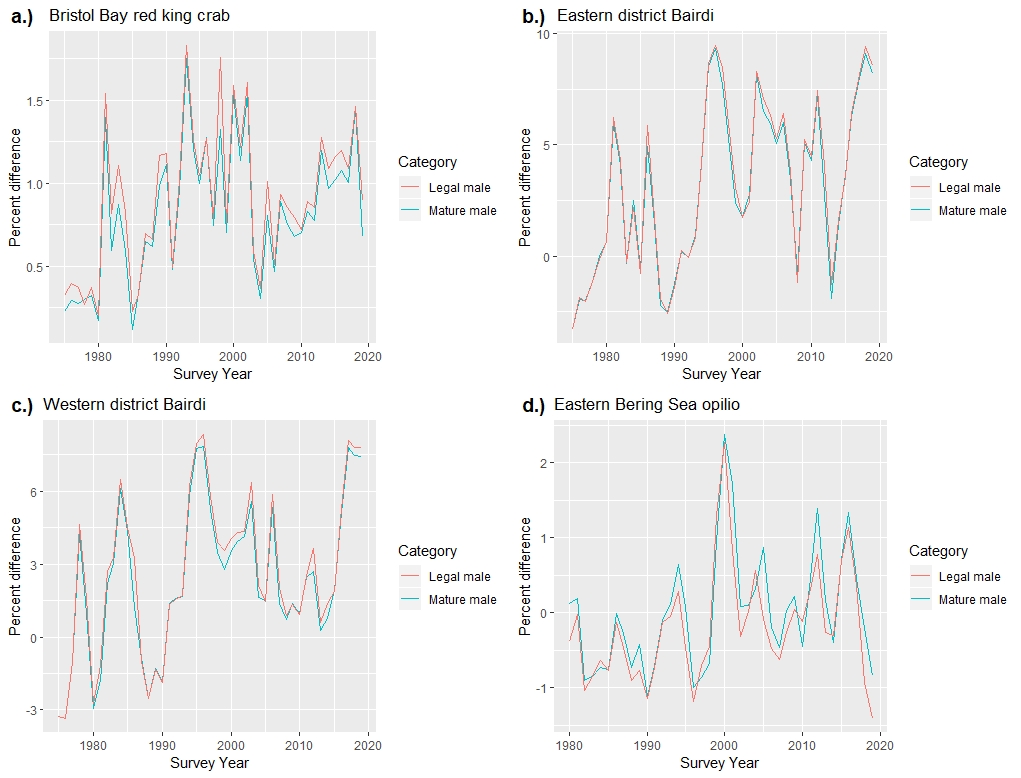 a.) Bristol Bay red king crab
Percent difference
1.5
1.0
0.5
1980 1990 2000 2010 2020
Survey Year
Category
Legal male
Mature male
b.) Eastern district Bairdi
Percent difference
10
5
0
1980 1990 2000 2010 2020
Survey Year
Category
Legal male
Mature male
c.) Western district Bairdi
Percent difference
6
3
0
-3
1980 1990 2000 2010 2020
Survey Year
Category
Legal male
Mature male
d.) Eastern Bering Sea opilio
Percent difference
2
1
0
-1
1980 1990 2000 2010 2020
Survey Year
Category
Legal male
Mature male